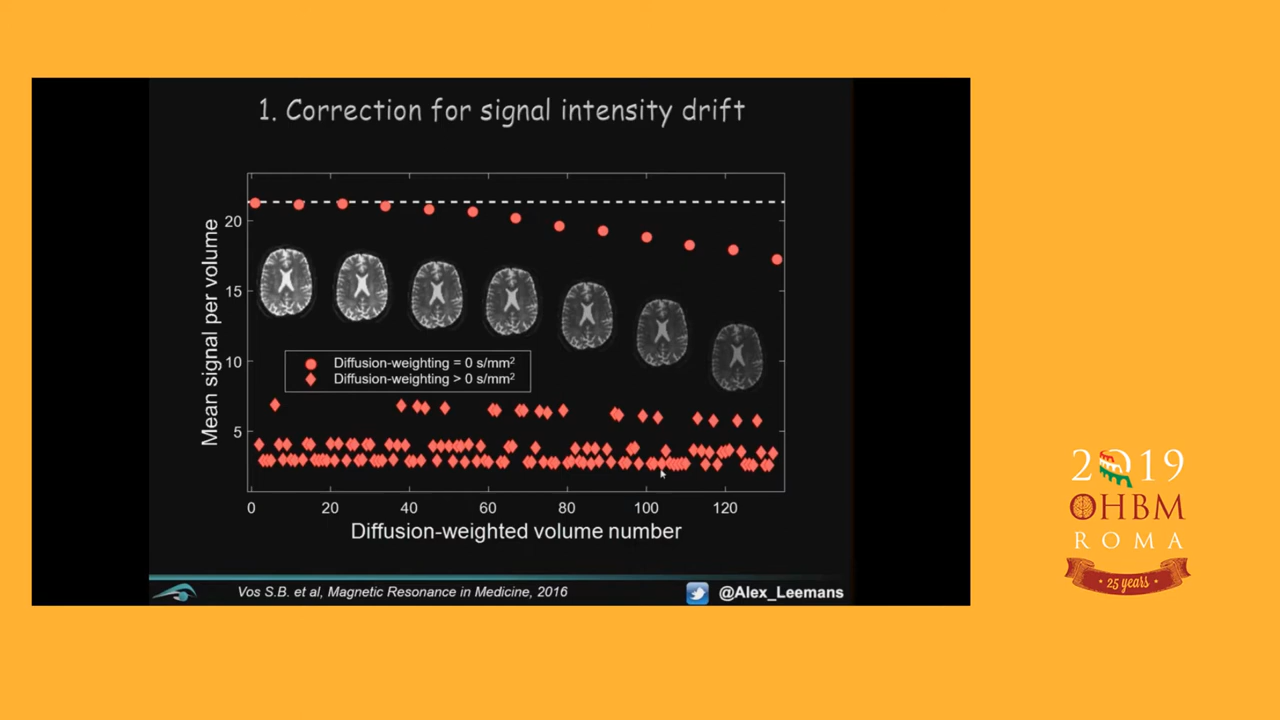 1. Correction for signal intensity drift
Mean signal per volume
20
15
10
5
Diffusion-weighting = 0 s/mm²
Diffusion-weighting > 0 s/mm²
0 20 40 60 80 100 120
Diffusion-weighted volume number
Vos S.B. et al, Magnetic Resonance in Medicine, 2016
@Alex_Leemans
2019
OHBM
ROMA
25 years